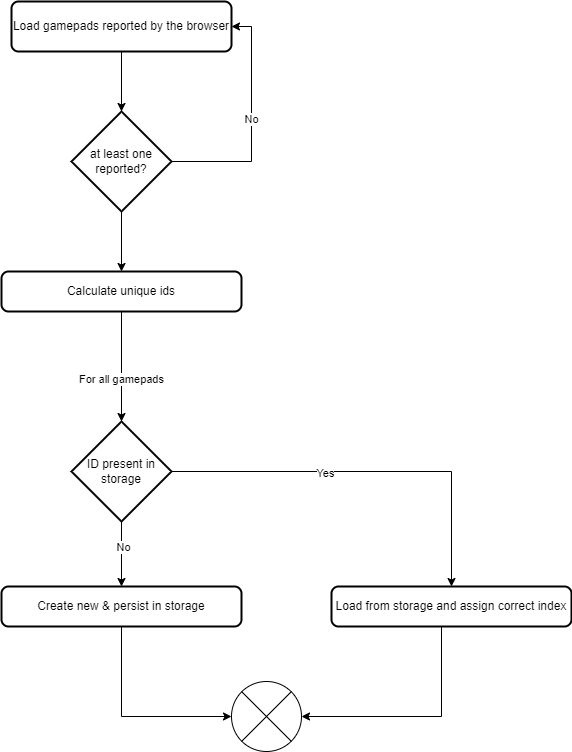 Load gamepads reported by the browser
No
at least one
reported?
Calculate unique ids
For all gamepads
ID present in
storage
Yes
No
Create new & persist in storage
Load from storage and assign correct index